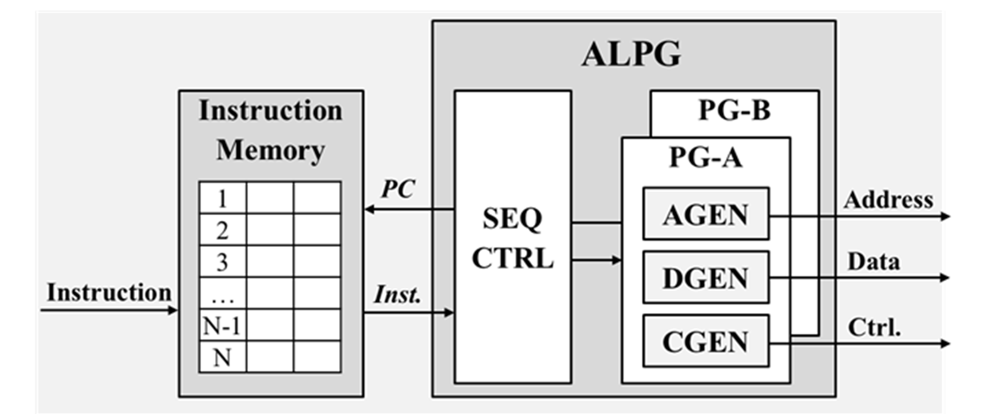 ALPG
Instruction
Memory
1
2
3
...
N-1
N
Instruction
PC
Inst.
SEQ
CTRL
PG-B
PG-A
AGEN
DGEN
CGEN
Address
Data
Ctrl.